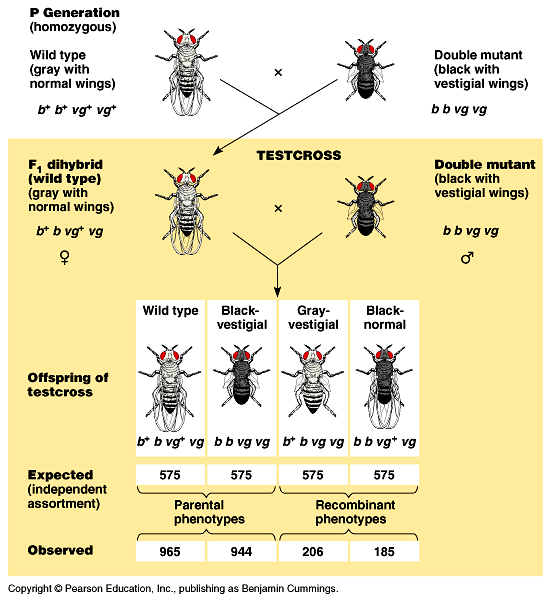 P Generation
(homozygous)
Wild type
(gray with
normal wings)
b+ b+ vg+ vg+
×
Double mutant
(black with
vestigial wings)
b b vg vg
TESTCROSS
F1 dihybrid
(wild type)
(gray with
normal wings)
b+ b vg+ vg
♀
×
Double mutant
(black with
vestigial wings)
b b vg vg
♂
Offspring of
testcross
Wild type
Black-
vestigial
Gray-
vestigial
Black-
normal
b+ b vg+ vg
b b vg vg
b+ b vg vg
b b vg+ vg
Expected
(independent
assortment)
575 575 575 575
Parental
phenotypes
Recombinant
phenotypes
Observed
965 944 206 185
Copyright © Pearson Education, Inc., publishing as Benjamin Cummings.